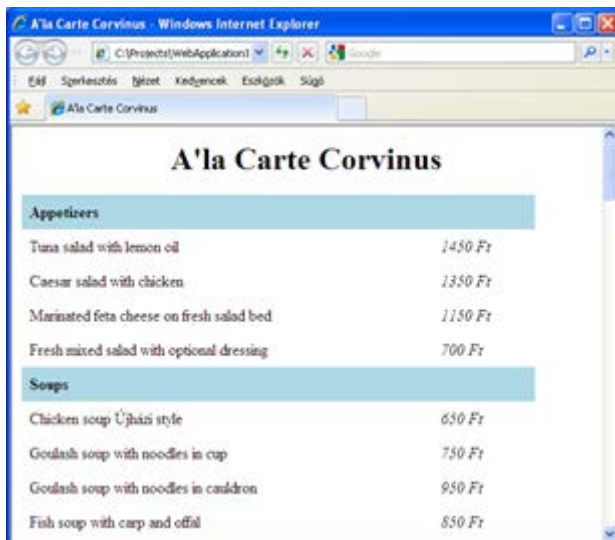 A'la Carte Corvinus - Windows Internet Explorer
C:\Projects\WebApplication1
Google
Fájl Szerkesztés Nézet Kedvencek Eszközök Súgó
A'la Carte Corvinus
A'la Carte Corvinus
Appetizers
Tuna salad with lemon oil 1450 Ft
Caesar salad with chicken 1350 Ft
Marinated feta cheese on fresh salad bed 1150 Ft
Fresh mixed salad with optional dressing 700 Ft
Soups
Chicken soup Újházi style 650 Ft
Goulash soup with noodles in cup 750 Ft
Goulash soup with noodles in cauldron 950 Ft
Fish soup with carp and offal 850 Ft